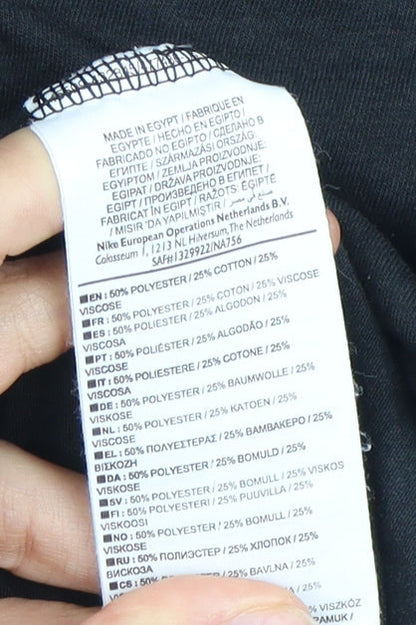 MADE IN EGYPT / FABRIQUE EN
EGYPTE / HECHO EN EGIPTO /
FABRICADO NO EGIPTO / СДЕЛАНО В
ЕГИПТЕ / SZÁRMAZÁSI ORSZÁG:
EGYIPTOM / ZEMLJA PROIZVODNJE:
EGIPAT / DRŽAVA PROIZVODNJE:
EGIPT / ПРОИЗВЕДЕНО В ЕГИПЕТ /
FABRICAT ÎN EGIPT / RAŽOTS: ĒĢIPTĒ
/ MISIR 'DA YAPILMIŞTIR / صنع في مصر
Nike European Operations Netherlands B.V.
Colosseum 1, 1213 NL Hilversum, The Netherlands
SAF#I329922/NA756
EN: 50% POLYESTER / 25% COTTON / 25%
VISCOSE
FR: 50% POLYESTER / 25% COTON / 25% VISCOSE
ES: 50% POLIÉSTER / 25% ALGODON / 25%
VISCOSA
PT: 50% POLIÉSTER / 25% ALGODÃO / 25%
VISCOSE
IT: 50% POLIESTERE / 25% COTONE / 25%
VISCOSA
DE: 50% POLYESTER / 25% BAUMWOLLE / 25%
VISKOSE
NL: 50% POLYESTER / 25% KATOEN / 25%
VISCOSE
EL: 50% ΠΟΛΥΕΣΤΕΡΑΣ / 25% ΒΑΜΒΑΚΕΡΟ / 25%
ΒΙΣΚΟΖΗ
DA: 50% POLYESTER / 25% BOMULD / 25%
VISKOSE
SV: 50% POLYESTER / 25% BOMULL / 25% VISKOS
FI: 50% POLYESTERI / 25% PUUVILLA / 25%
VISKOOSI
NO: 50% POLYESTER / 25% BOMULL / 25%
VISKOSE
RU: 50% ПОЛИЭСТЕР / 25% ХЛОПОК / 25%
ВИСКОЗА
CS: 50% POLYESTER / 25% BAVLNA / 25%
25% VISZKÓZ
PAMUK /